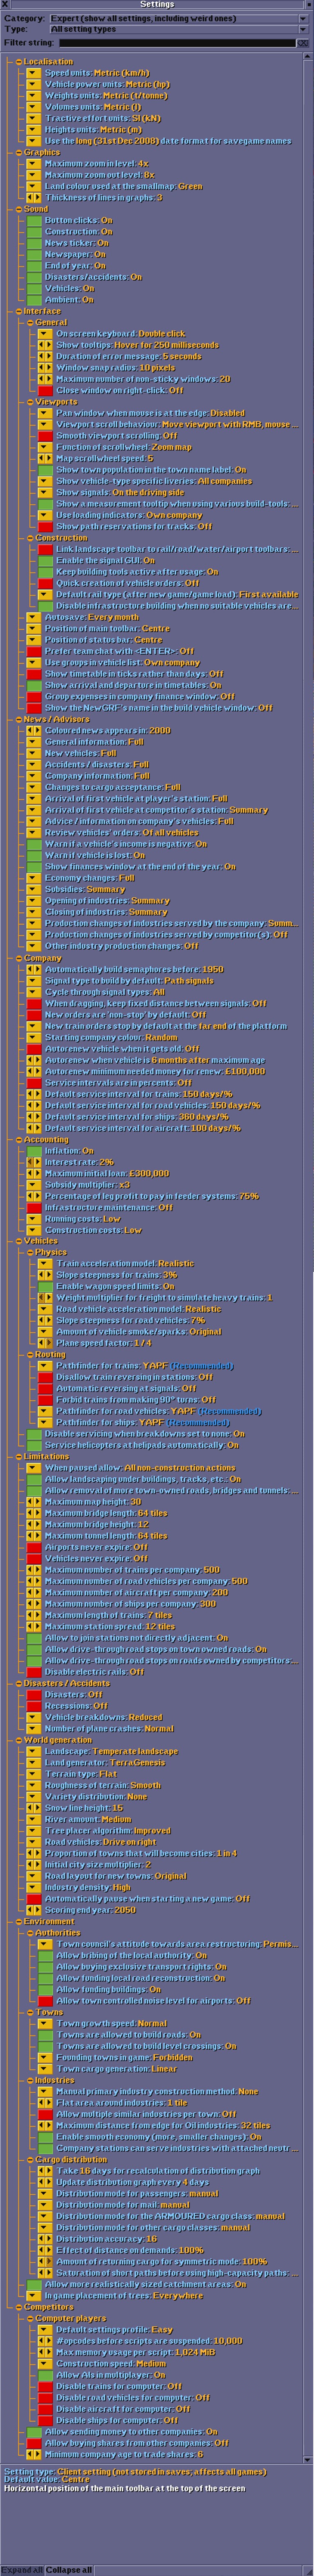 Settings
Category: Expert (show all settings, including weird ones)
Type: All setting types
Filter string:
Localisation
Speed units: Metric (km/h)
Vehicle power units: Metric (hp)
Weights units: Metric (t/tonne)
Volumes units: Metric (l)
Tractive effort units: SI (kN)
Heights units: Metric (m)
Use the long (31st Dec 2008) date format for savegame names
Graphics
Maximum zoom in level: 4x
Maximum zoom out level: 8x
Land colour used at the smallmap: Green
Thickness of lines in graphs: 3
Sound
Button clicks: On
Construction: On
News ticker: On
Newspaper: On
End of year: On
Disasters/accidents: On
Vehicles: On
Ambient: On
Interface
General
On screen keyboard: Double click
Show tooltips: Hover for 250 milliseconds
Duration of error message: 5 seconds
Window snap radius: 10 pixels
Maximum number of non-sticky windows: 20
Close window on right-click: Off
Viewports
Pan window when mouse is at the edge: Disabled
Viewport scroll behaviour: Move viewport with RMB, mouse ...
Smooth viewport scrolling: Off
Function of scrollwheel: Zoom map
Map scrollwheel speed: 5
Show town population in the town name label: On
Show vehicle-type specific liveries: All companies
Show signals: On the driving side
Show a measurement tooltip when using various build-tools: ...
Use loading indicators: Own company
Show path reservations for tracks: Off
Construction
Link landscape toolbar to rail/road/water/airport toolbars: ...
Enable the signal GUI: On
Keep building tools active after usage: On
Quick creation of vehicle orders: Off
Default rail type (after new game/game load): First available
Disable infrastructure building when no suitable vehicles are...
Autosave: Every month
Position of main toolbar: Centre
Position of status bar: Centre
Prefer team chat with <ENTER>: Off
Use groups in vehicle list: Own company
Show timetable in ticks rather than days: Off
Show arrival and departure in timetables: On
Group expenses in company finance window: Off
Show the NewGRF's name in the build vehicle window: Off
News / Advisors
Coloured news appears in: 2000
General information: Full
New vehicles: Full
Accidents / disasters: Full
Company information: Full
Changes to cargo acceptance: Full
Arrival of first vehicle at player's station: Full
Arrival of first vehicle at competitor's station: Summary
Advice / information on company's vehicles: Full
Review vehicles' orders: Of all vehicles
Warn if a vehicle's income is negative: On
Warn if vehicle is lost: On
Show finances window at the end of the year: On
Economy changes: Full
Subsidies: Summary
Opening of industries: Summary
Closing of industries: Summary
Production changes of industries served by the company: Summ...
Production changes of industries served by competitor(s): Off
Other industry production changes: Off
Company
Automatically build semaphores before: 1950
Signal type to build by default: Path signals
Cycle through signal types: All
When dragging, keep fixed distance between signals: Off
New orders are 'non-stop' by default: Off
New train orders stop by default at the far end of the platform
Starting company colour: Random
Autorenew vehicle when it gets old: Off
Autorenew when vehicle is 6 months after maximum age
Autorenew minimum needed money for renew: £100,000
Service intervals are in percents: Off
Default service interval for trains: 150 days/%
Default service interval for road vehicles: 150 days/%
Default service interval for ships: 360 days/%
Default service interval for aircraft: 100 days/%
Accounting
Inflation: On
Interest rate: 2%
Maximum initial loan: £300,000
Subsidy multiplier: x3
Percentage of leg profit to pay in feeder systems: 75%
Infrastructure maintenance: Off
Running costs: Low
Construction costs: Low
Vehicles
Physics
Train acceleration model: Realistic
Slope steepness for trains: 3%
Enable wagon speed limits: On
Weight multiplier for freight to simulate heavy trains: 1
Road vehicle acceleration model: Realistic
Slope steepness for road vehicles: 7%
Amount of vehicle smoke/sparks: Original
Plane speed factor: 1 / 4
Routing
Pathfinder for trains: YAPF (Recommended)
Disallow train reversing in stations: Off
Automatic reversing at signals: Off
Forbid trains from making 90° turns: Off
Pathfinder for road vehicles: YAPF (Recommended)
Pathfinder for ships: YAPF (Recommended)
Disable servicing when breakdowns set to none: On
Service helicopters at helipads automatically: On
Limitations
When paused allow: All non-construction actions
Allow landscaping under buildings, tracks, etc.: On
Allow removal of more town-owned roads, bridges and tunnels: ...
Maximum map height: 30
Maximum bridge length: 64 tiles
Maximum bridge height: 12
Maximum tunnel length: 64 tiles
Airports never expire: Off
Vehicles never expire: Off
Maximum number of trains per company: 500
Maximum number of road vehicles per company: 500
Maximum number of aircraft per company: 200
Maximum number of ships per company: 300
Maximum length of trains: 7 tiles
Maximum station spread: 12 tiles
Allow to join stations not directly adjacent: On
Allow drive-through road stops on town owned roads: On
Allow drive-through road stops on roads owned by competitors:...
Disable electric rails: Off
Disasters / Accidents
Disasters: Off
Recessions: Off
Vehicle breakdowns: Reduced
Number of plane crashes: Normal
World generation
Landscape: Temperate landscape
Land generator: TerraGenesis
Terrain type: Flat
Roughness of terrain: Smooth
Variety distribution: None
Snow line height: 15
River amount: Medium
Tree placer algorithm: Improved
Road vehicles: Drive on right
Proportion of towns that will become cities: 1 in 4
Initial city size multiplier: 2
Road layout for new towns: Original
Industry density: High
Automatically pause when starting a new game: Off
Scoring end year: 2050
Environment
Authorities
Town council's attitude towards area restructuring: Permis...
Allow bribing of the local authority: On
Allow buying exclusive transport rights: On
Allow funding local road reconstruction: On
Allow funding buildings: On
Allow town controlled noise level for airports: Off
Towns
Town growth speed: Normal
Towns are allowed to build roads: On
Towns are allowed to build level crossings: On
Founding towns in game: Forbidden
Town cargo generation: Linear
Industries
Manual primary industry construction method: None
Flat area around industries: 1 tile
Allow multiple similar industries per town: Off
Maximum distance from edge for Oil industries: 32 tiles
Enable smooth economy (more, smaller changes): On
Company stations can serve industries with attached neutr ...
Cargo distribution
Take 16 days for recalculation of distribution graph
Update distribution graph every 4 days
Distribution mode for passengers: manual
Distribution mode for mail: manual
Distribution mode for the ARMOURED cargo class: manual
Distribution mode for other cargo classes: manual
Distribution accuracy: 16
Effect of distance on demands: 100%
Amount of returning cargo for symmetric mode: 100%
Saturation of short paths before using high-capacity paths: ...
Allow more realistically sized catchment areas: On
In game placement of trees: Everywhere
Competitors
Computer players
Default settings profile: Easy
#opcodes before scripts are suspended: 10,000
Max memory usage per script: 1,024 MiB
Construction speed: Medium
Allow AIs in multiplayer: On
Disable trains for computer: Off
Disable road vehicles for computer: Off
Disable aircraft for computer: Off
Disable ships for computer: Off
Allow sending money to other companies: On
Allow buying shares from other companies: Off
Minimum company age to trade shares: 6
Setting type: Client setting (not stored in saves; affects all games)
Default value: Centre
Horizontal position of the main toolbar at the top of the screen
Expand all Collapse all